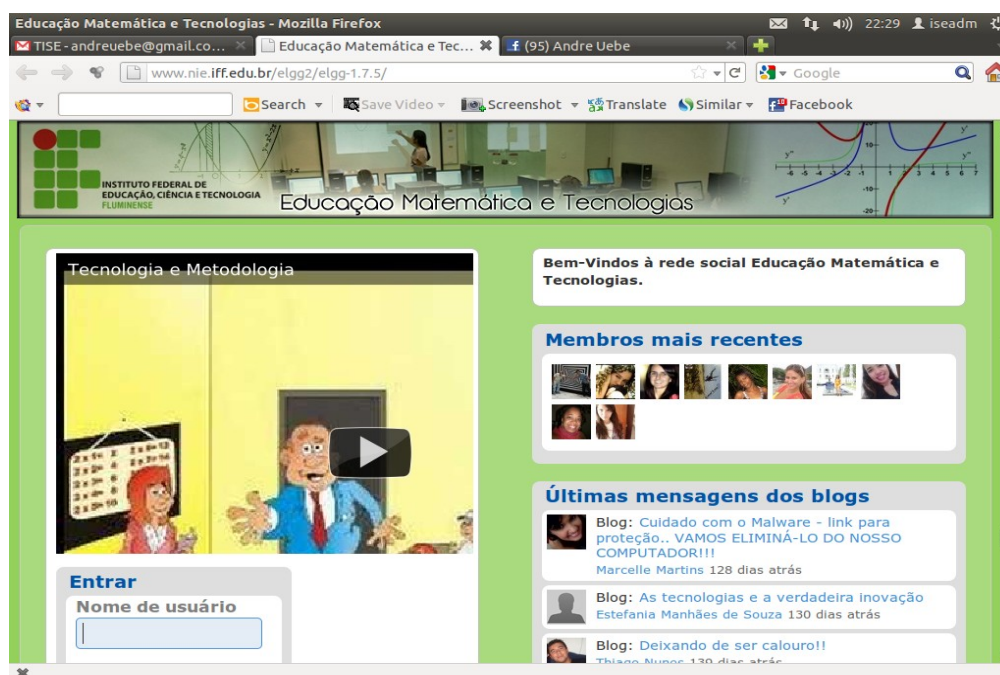 Educação Matemática e Tecnologias - Mozilla Firefox
22:29 iseadm
TISE - andreuebe@gmail.co...
Educação Matemática e Tec...
(95) Andre Uebe
www.nie.iff.edu.br/elgg2/elgg-1.7.5/
Google
Search
Save Video
Screenshot
Translate
Similar
Facebook
INSTITUTO FEDERAL DE
EDUCAÇÃO, CIÊNCIA E TECNOLOGIA
FLUMINENSE
Educação Matemática e Tecnologias
Tecnologia e Metodologia
Entrar
Nome de usuário
Bem-Vindos à rede social Educação Matemática e
Tecnologias.
Membros mais recentes
Últimas mensagens dos blogs
Blog: Cuidado com o Malware - link para
proteção.. VAMOS ELIMINÁ-LO DO NOSSO
COMPUTADOR!!!
Marcelle Martins 128 dias atrás
Blog: As tecnologias e a verdadeira inovação
Estefania Manhães de Souza 130 dias atrás
Blog: Deixando de ser calouro!!
Thiago Nunes 130 dias atrás